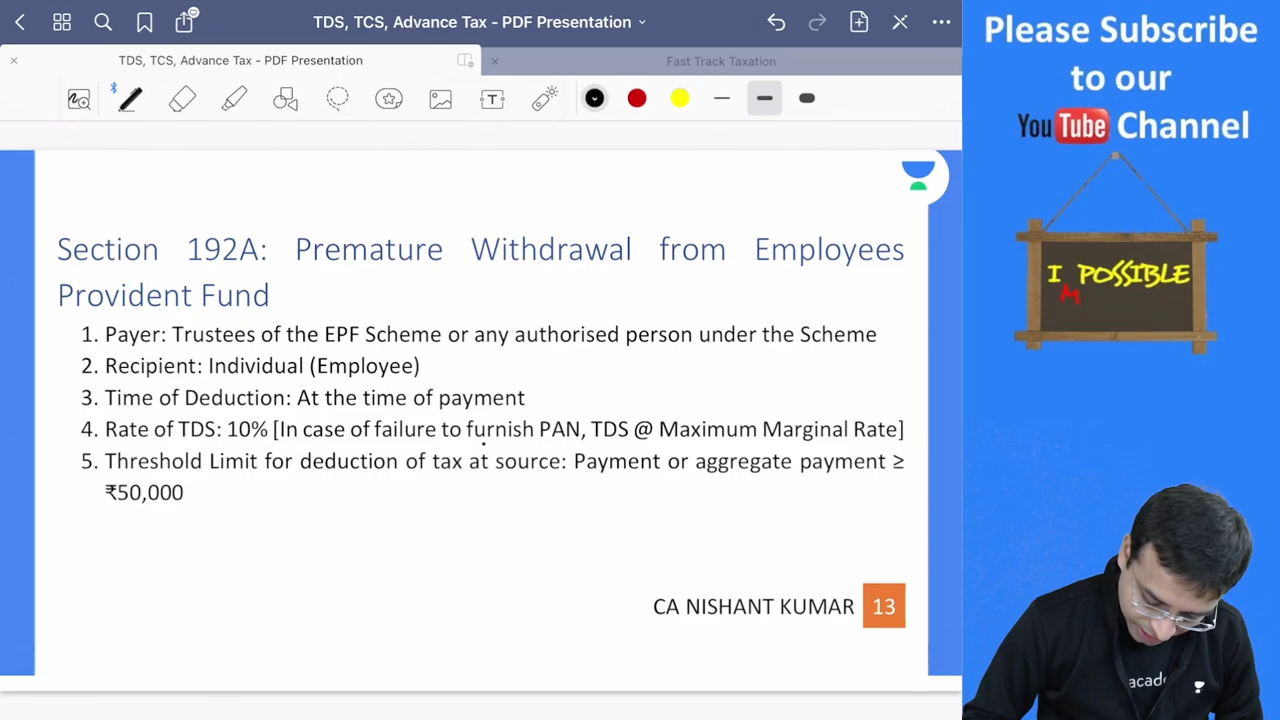 TDS, TCS, Advance Tax - PDF Presentation
TDS, TCS, Advance Tax - PDF Presentation
Fast Track Taxation
Section 192A: Premature Withdrawal from Employees
Provident Fund
1. Payer: Trustees of the EPF Scheme or any authorised person under the Scheme
2. Recipient: Individual (Employee)
3. Time of Deduction: At the time of payment
4. Rate of TDS: 10% [In case of failure to furnish PAN, TDS @ Maximum Marginal Rate]
5. Threshold Limit for deduction of tax at source: Payment or aggregate payment ≥
₹50,000
CA NISHANT KUMAR 13
Please Subscribe
to our
YouTube Channel
I POSSIBLE
M
acade